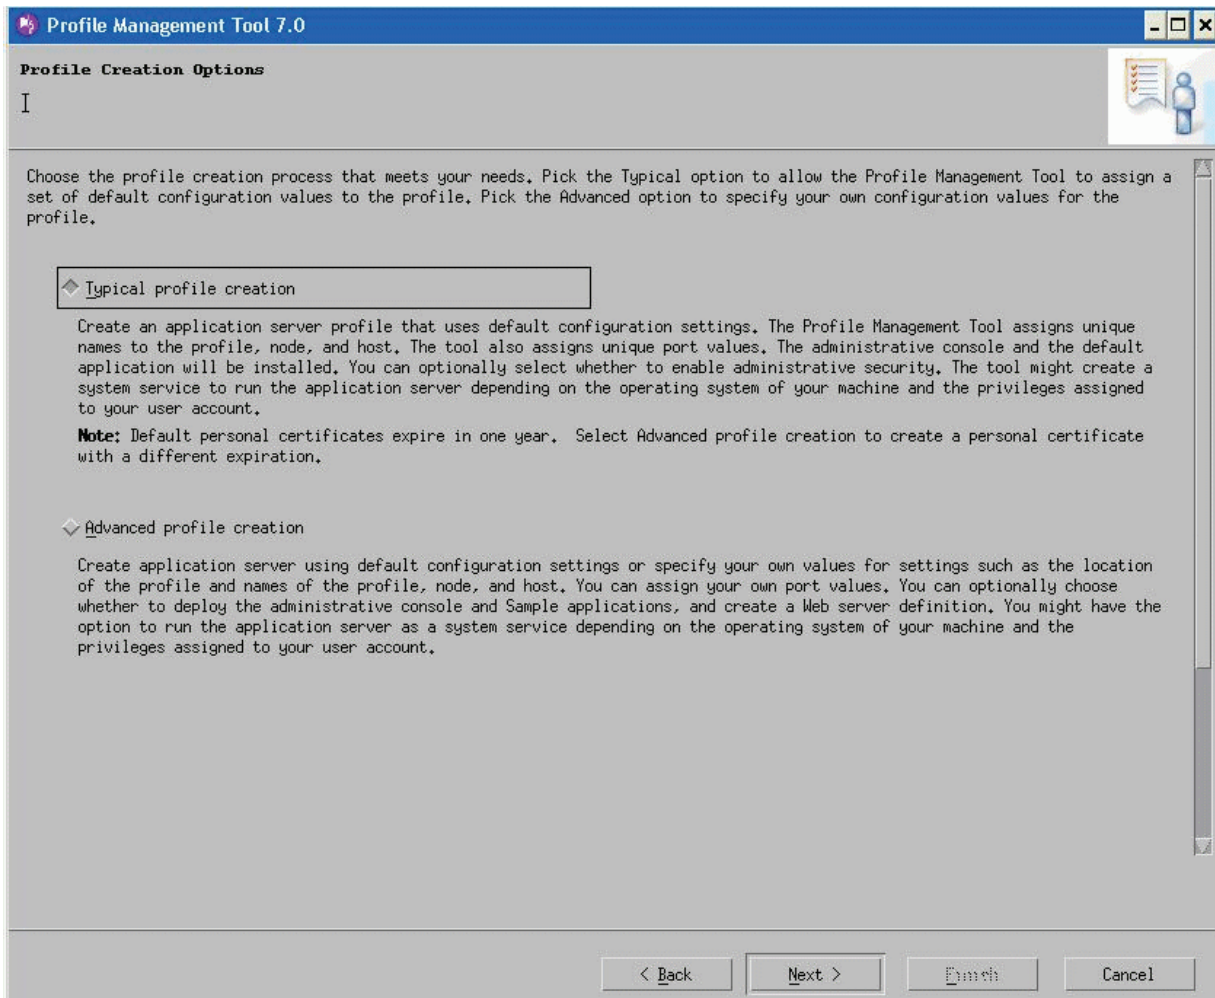 Profile Management Tool 7.0
Profile Creation Options
Choose the profile creation process that meets your needs. Pick the Typical option to allow the Profile Management Tool to assign a
set of default configuration values to the profile. Pick the Advanced option to specify your own configuration values for the
profile.
Typical profile creation
Create an application server profile that uses default configuration settings. The Profile Management Tool assigns unique
names to the profile, node, and host. The tool also assigns unique port values. The administrative console and the default
application will be installed. You can optionally select whether to enable administrative security. The tool might create a
system service to run the application server depending on the operating system of your machine and the privileges assigned
to your user account.
Note: Default personal certificates expire in one year. Select Advanced profile creation to create a personal certificate
with a different expiration.
Advanced profile creation
Create application server using default configuration settings or specify your own values for settings such as the location
of the profile and names of the profile, node, and host. You can assign your own port values. You can optionally choose
whether to deploy the administrative console and Sample applications, and create a Web server definition. You might have the
option to run the application server as a system service depending on the operating system of your machine and the
privileges assigned to your user account.
< Back
Next >
Finish
Cancel